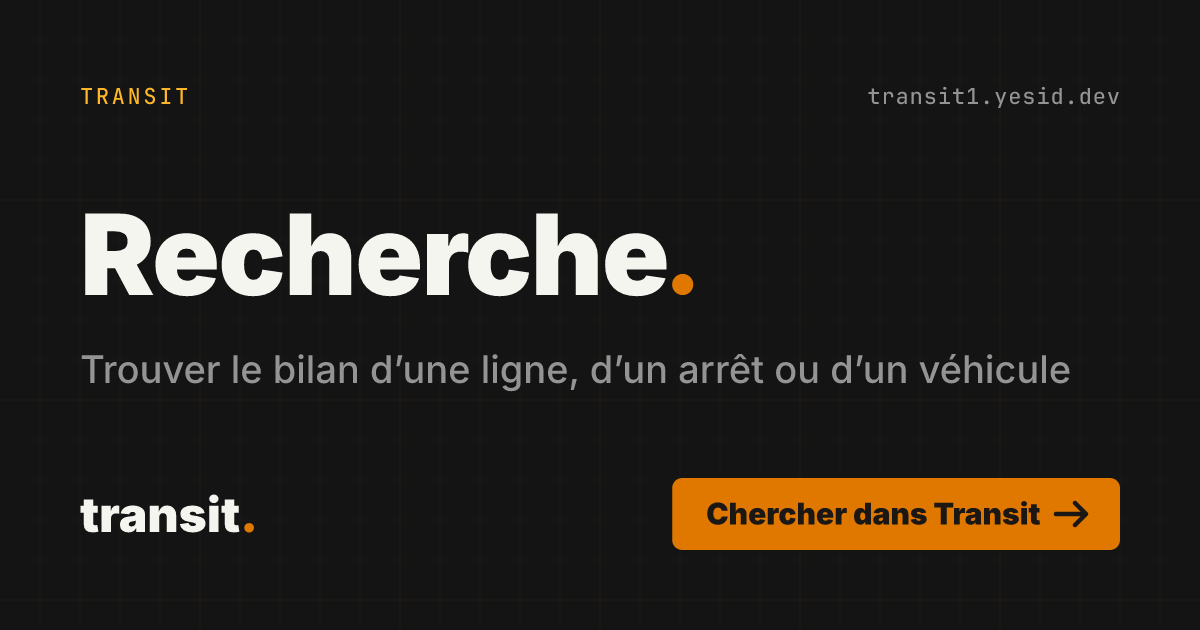 TRANSIT
transit1.yesid.dev
Recherche.
Trouver le bilan d’une ligne, d’un arrêt ou d’un véhicule
transit.
Chercher dans Transit →